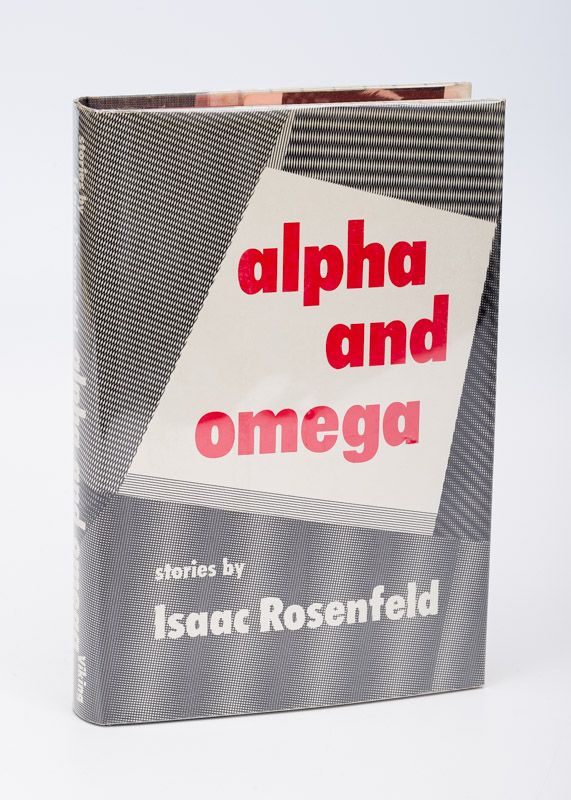 alpha
and
omega
stories by
Isaac Rosenfeld
stories by
alpha and omega
Viking